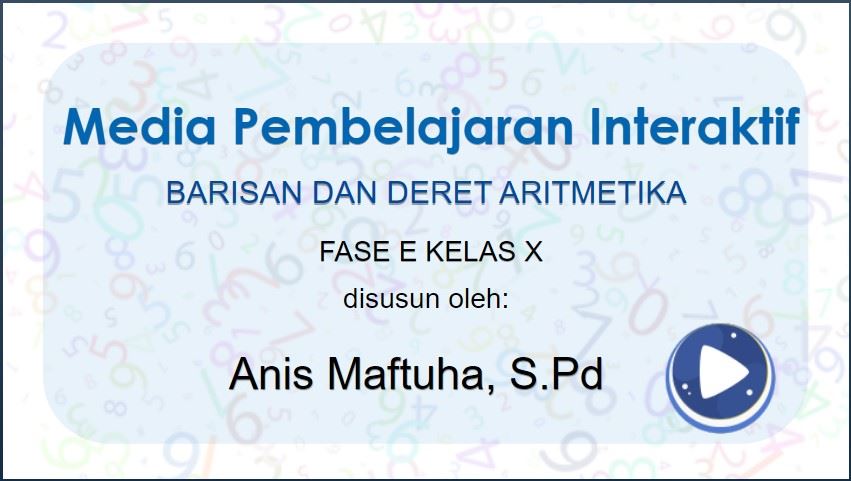 Media Pembelajaran Interaktif
BARISAN DAN DERET ARITMETIKA
FASE E KELAS X
disusun oleh:
Anis Maftuha, S.Pd